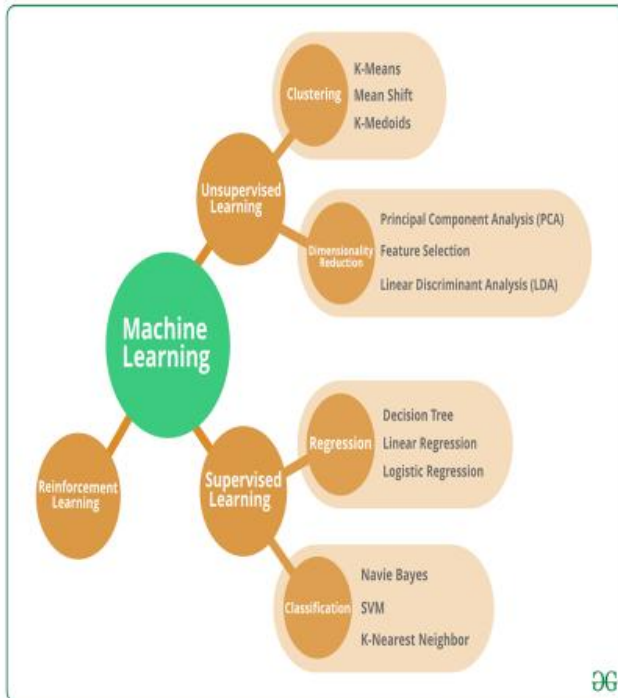 Clustering
K-Means
Mean Shift
K-Medoids
Unsupervised
Learning
Dimensionality
Reduction
Principal Component Analysis (PCA)
Feature Selection
Linear Discriminant Analysis (LDA)
Machine
Learning
Reinforcement
Learning
Supervised
Learning
Regression
Decision Tree
Linear Regression
Logistic Regression
Classification
Navie Bayes
SVM
K-Nearest Neighbor